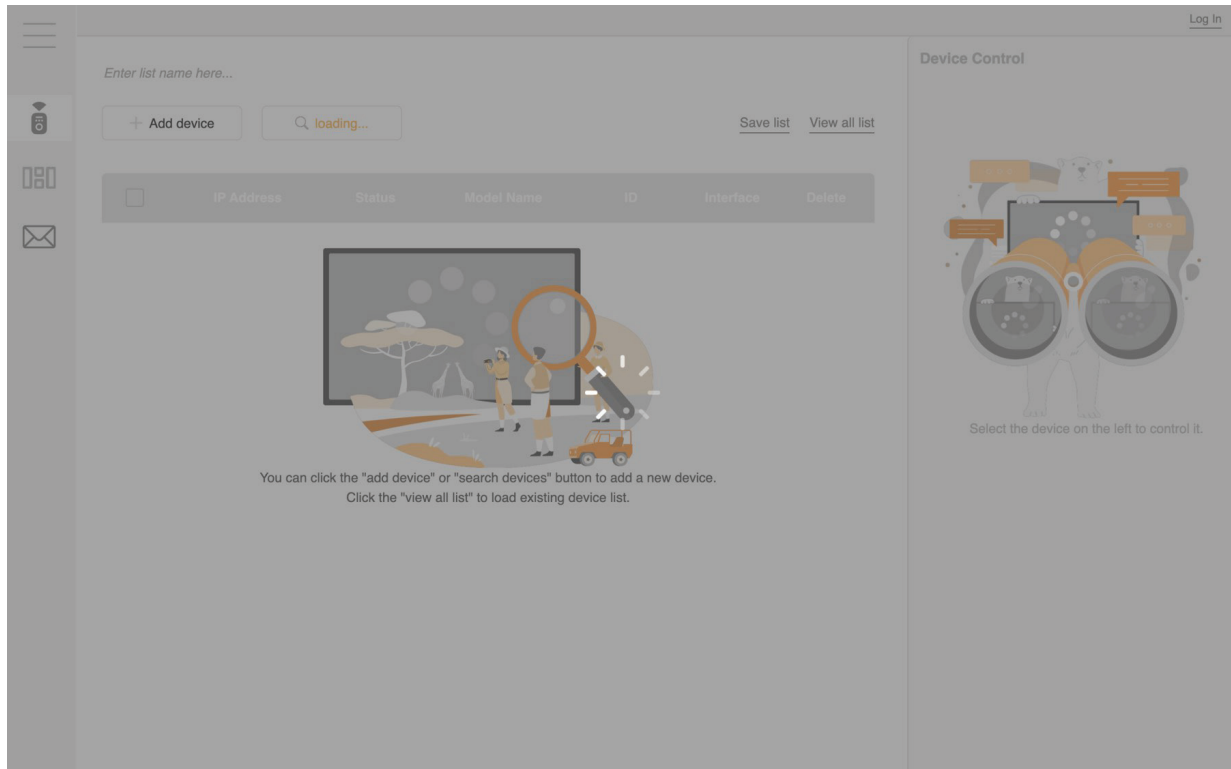 Log In
Enter list name here...
Device Control
+ Add device
loading...
Save list
View all list
IP Address Status Model Name ID Interface Delete
You can click the "add device" or "search devices" button to add a new device.
Click the "view all list" to load existing device list.
Select the device on the left to control it.